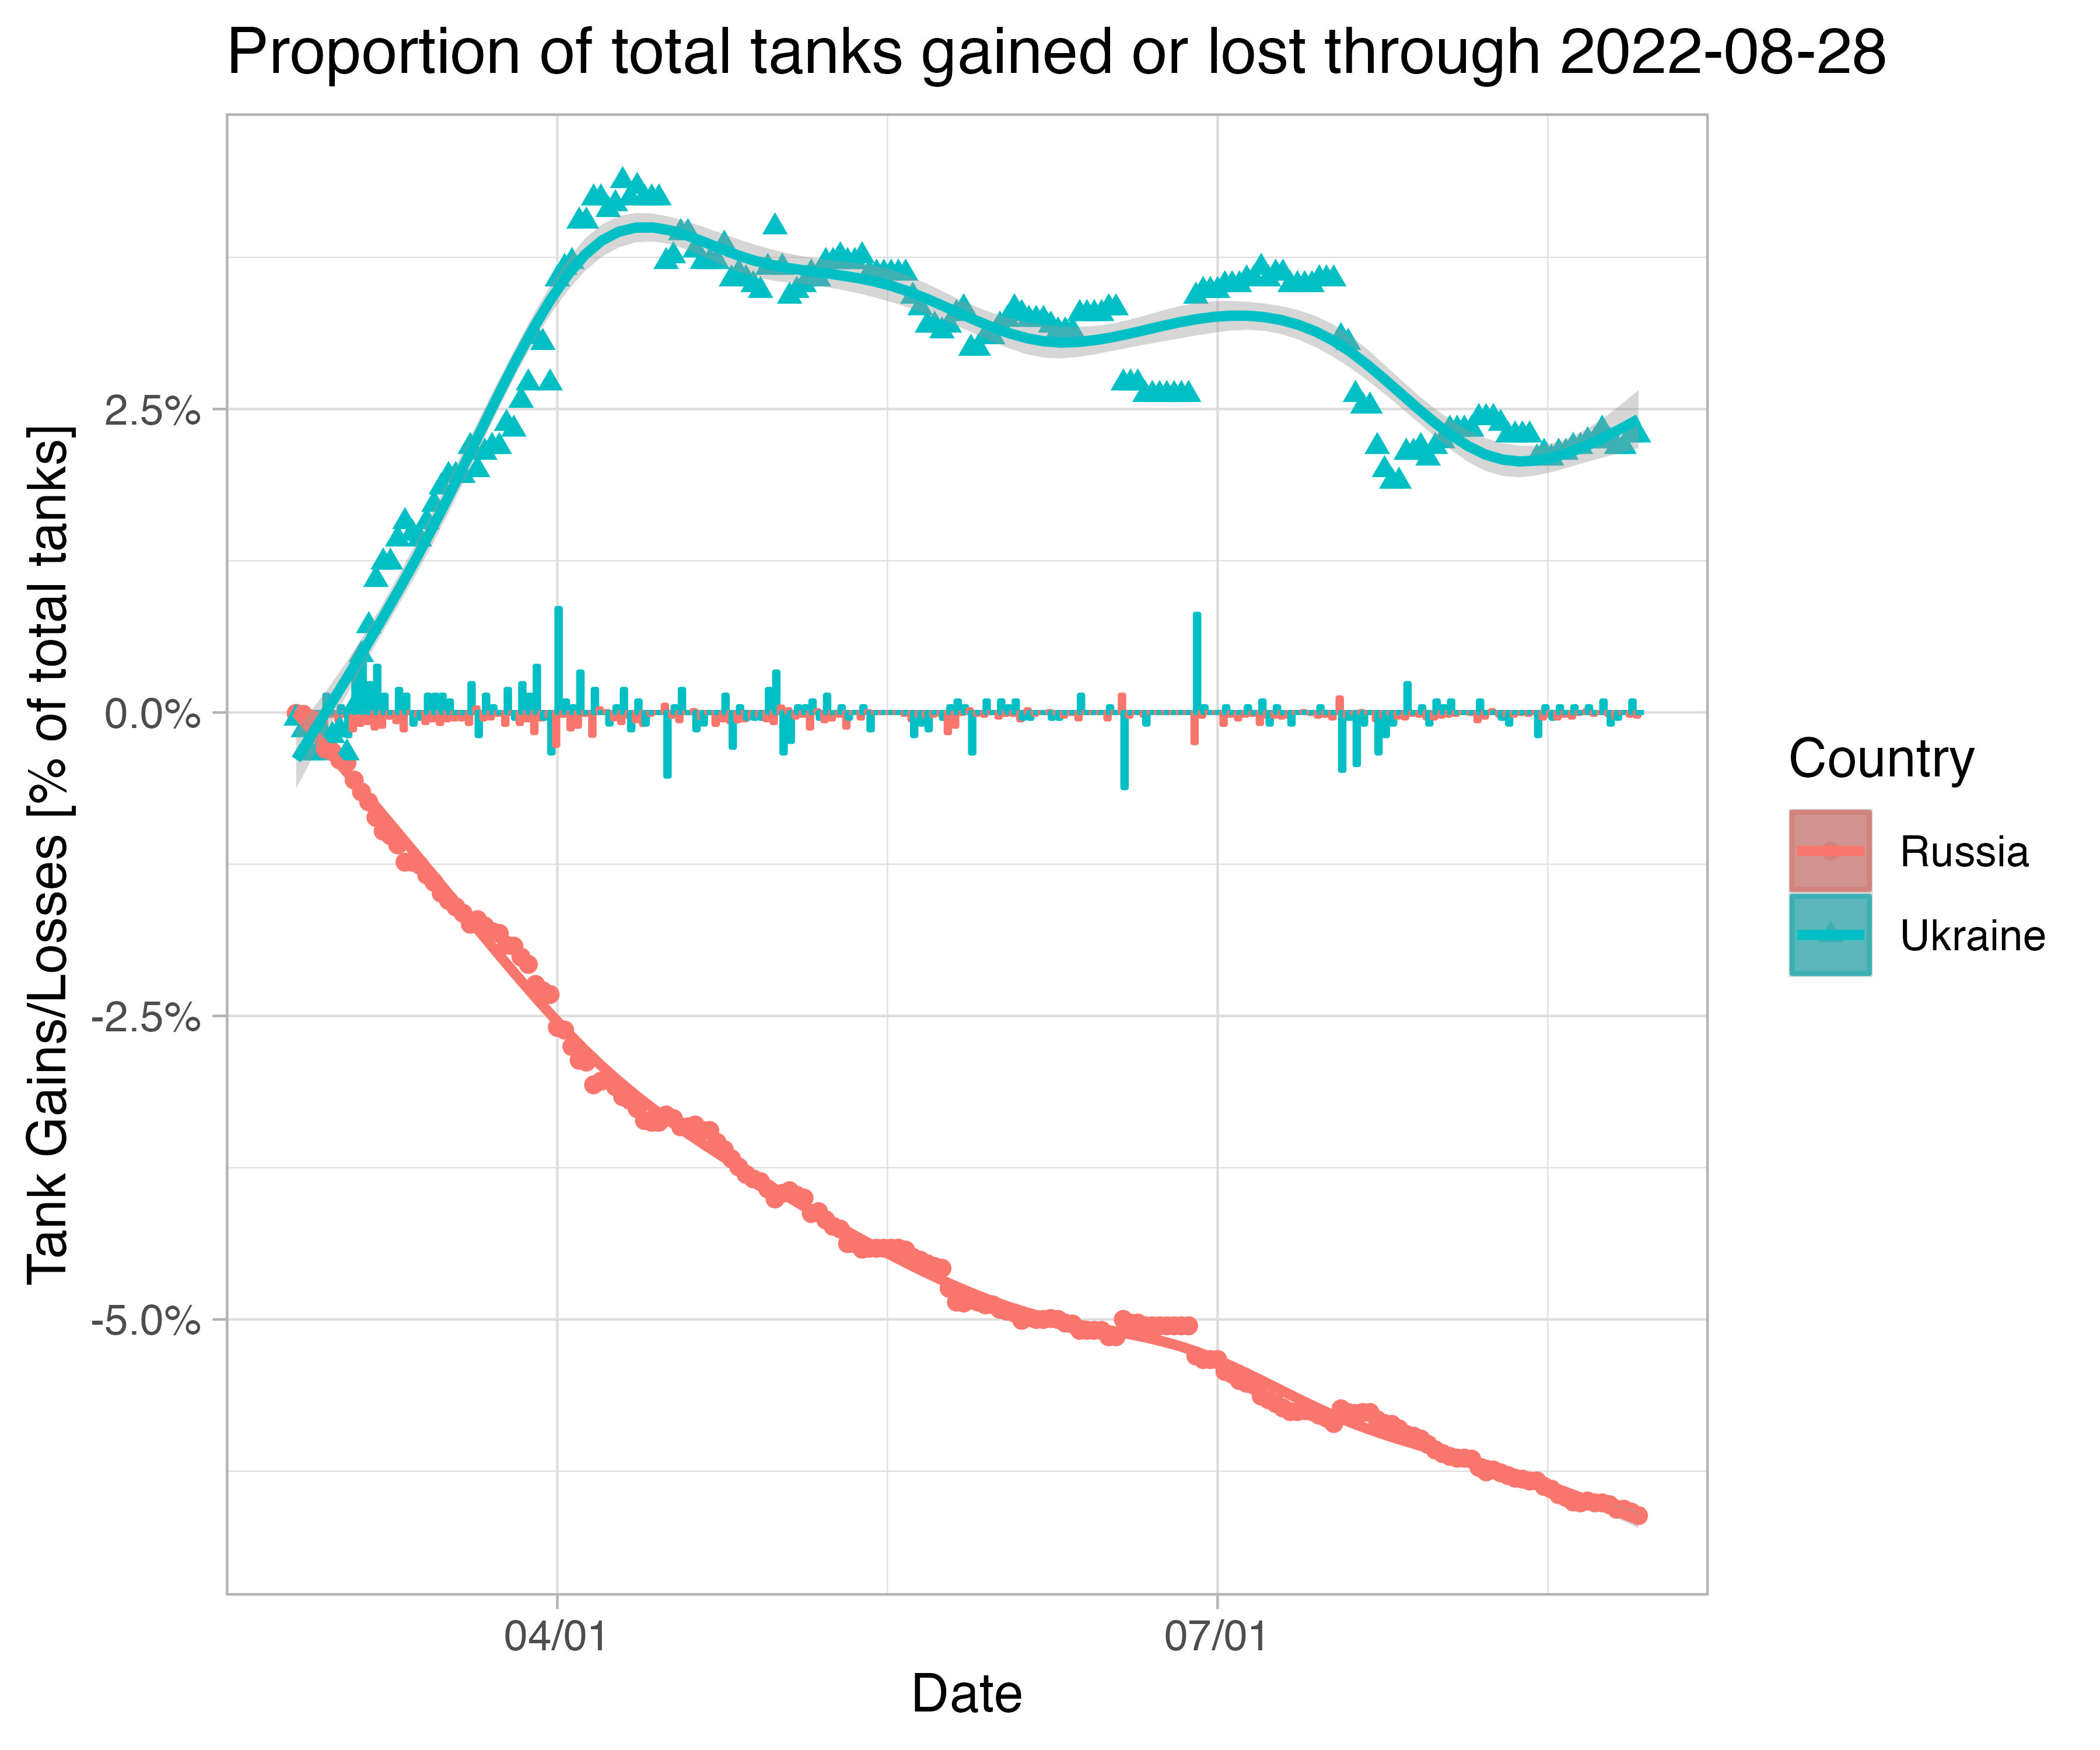 Proportion of total tanks gained or lost through 2022-08-28
Tank Gains/Losses [% of total tanks]
2.5%
0.0%
-2.5%
-5.0%
04/01
07/01
Date
Country
Russia
Ukraine